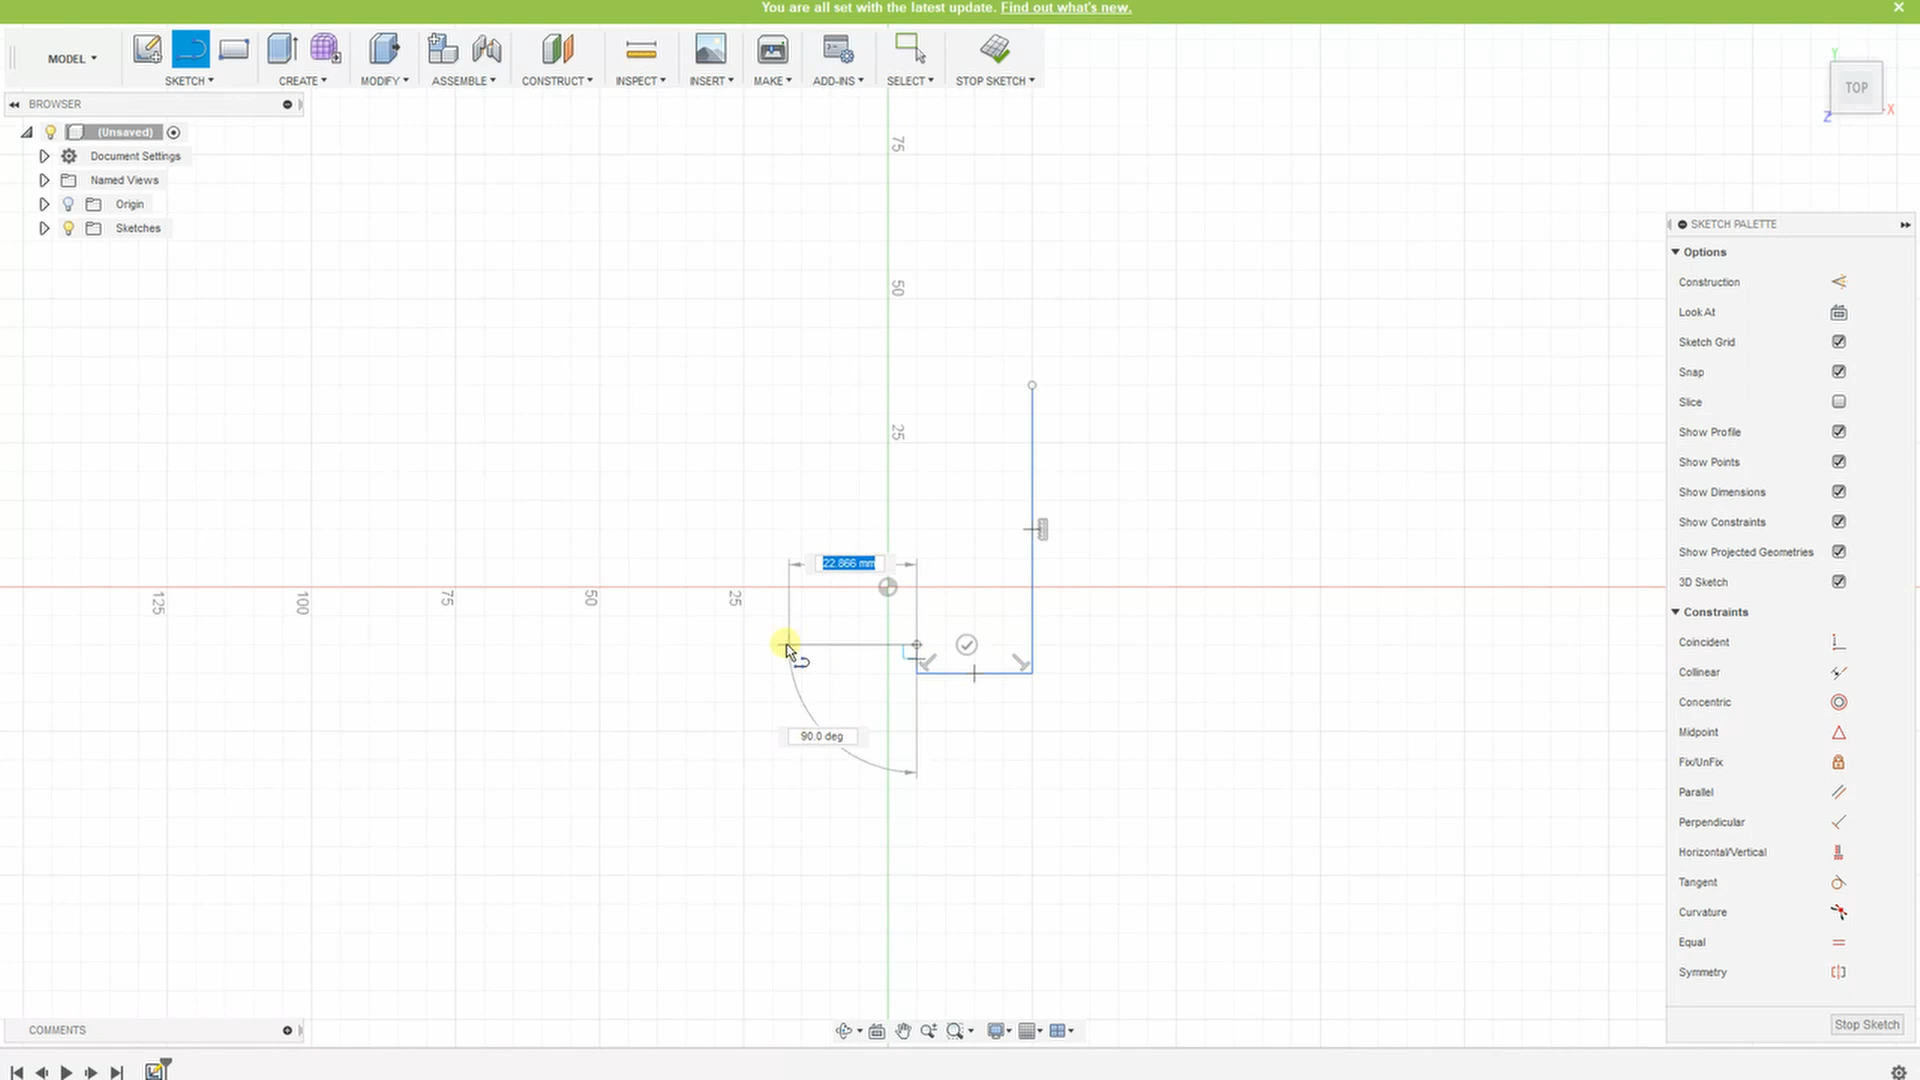 You are all set with the latest update. Find out what's new.
MODEL
SKETCH
CREATE
MODIFY
ASSEMBLE
CONSTRUCT
INSPECT
INSERT
MAKE
ADD-INS
SELECT
STOP SKETCH
BROWSER
(Unsaved)
Document Settings
Named Views
Origin
Sketches
Y
TOP
X
Z
75
50
25
125
100
75
50
25
22.866 mm
90.0 deg
SKETCH PALETTE
Options
Construction
Look At
Sketch Grid
Snap
Slice
Show Profile
Show Points
Show Dimensions
Show Constraints
Show Projected Geometries
3D Sketch
Constraints
Coincident
Collinear
Concentric
Midpoint
Fix/UnFix
Parallel
Perpendicular
Horizontal/Vertical
Tangent
Curvature
Equal
Symmetry
Stop Sketch
COMMENTS